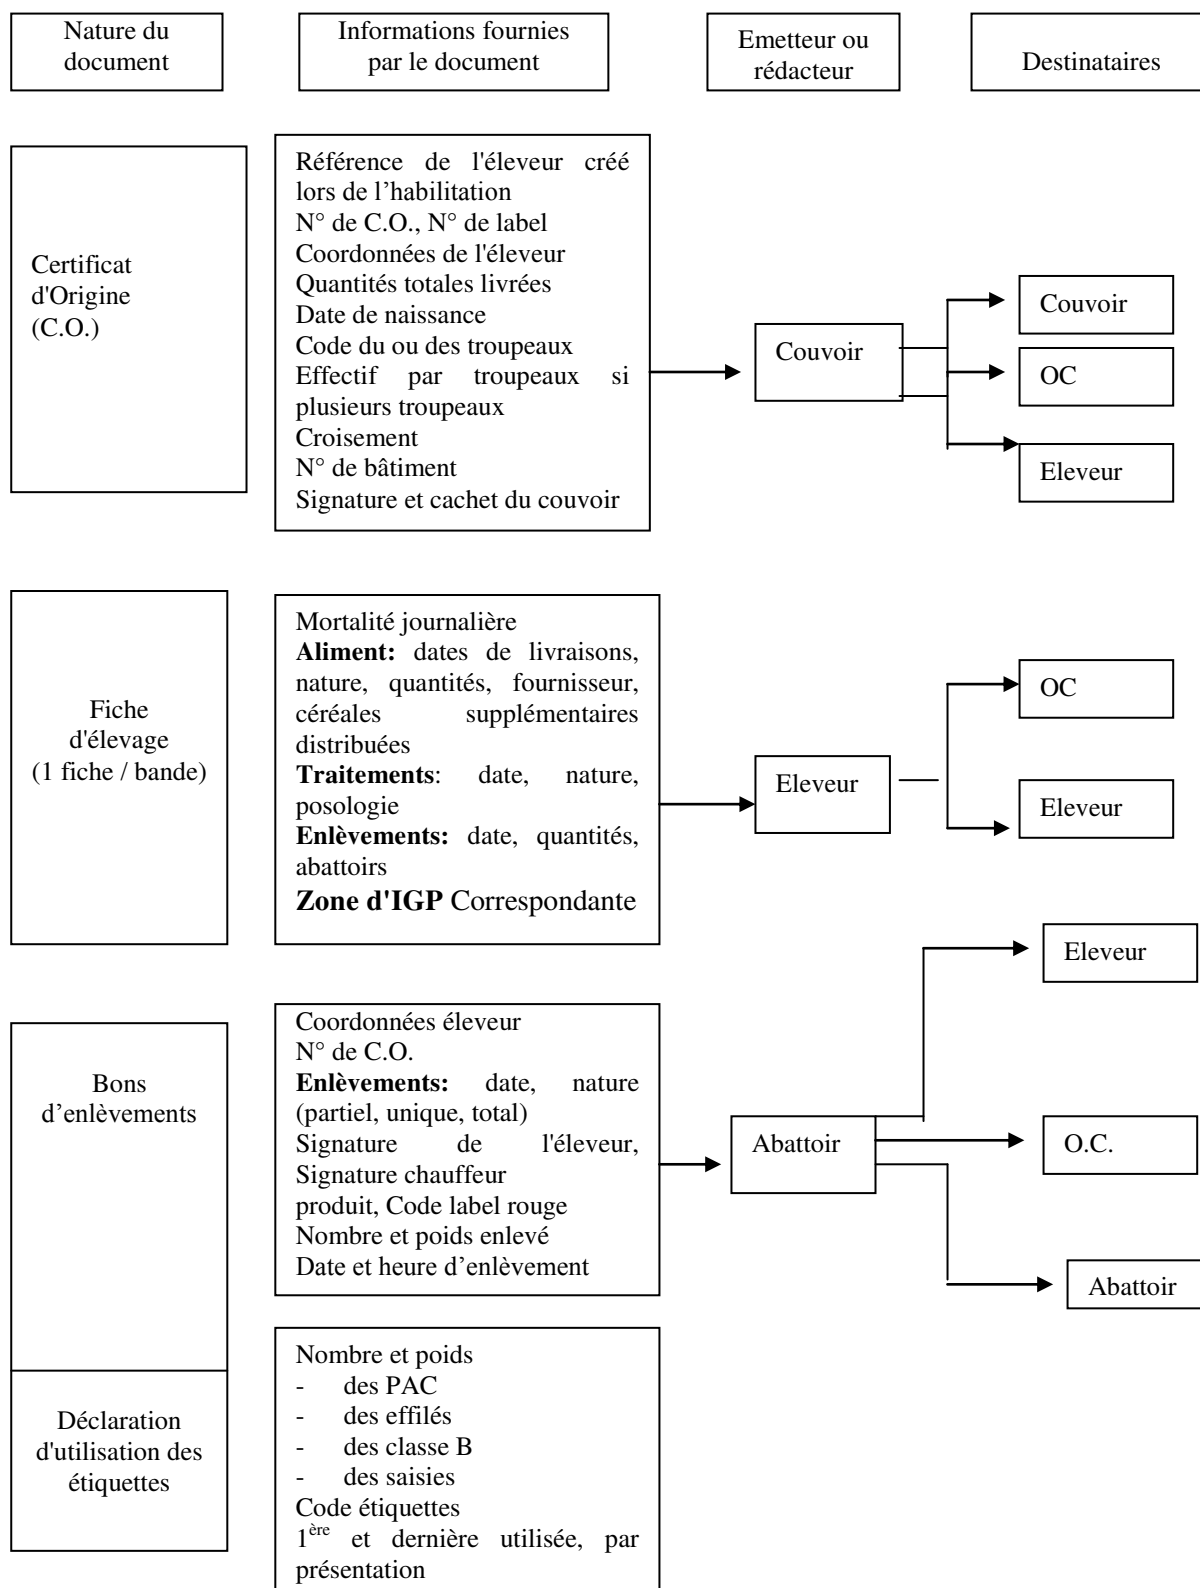 Nature du
document
Informations fournies
par le document
Emetteur ou
rédacteur
Destinataires
Certificat
d'Origine
(C.O.)
Référence de l'éleveur créé
lors de l’habilitation
N° de C.O., N° de label
Coordonnées de l'éleveur
Quantités totales livrées
Date de naissance
Code du ou des troupeaux
Effectif par troupeaux si
plusieurs troupeaux
Croisement
N° de bâtiment
Signature et cachet du couvoir
Couvoir
Couvoir
OC
Eleveur
Fiche
d'élevage
(1 fiche / bande)
Mortalité journalière
Aliment: dates de livraisons,
nature, quantités, fournisseur,
céréales supplémentaires
distribuées
Traitements: date, nature,
posologie
Enlèvements: date, quantités,
abattoirs
Zone d'IGP Correspondante
Eleveur
OC
Eleveur
Bons
d’enlèvements
Coordonnées éleveur
N° de C.O.
Enlèvements: date, nature
(partiel, unique, total)
Signature de l'éleveur,
Signature chauffeur
produit, Code label rouge
Nombre et poids enlevé
Date et heure d’enlèvement
Abattoir
Eleveur
O.C.
Abattoir
Déclaration
d'utilisation des
étiquettes
Nombre et poids
- des PAC
- des effilés
- des classe B
- des saisies
Code étiquettes
1ère et dernière utilisée, par
présentation